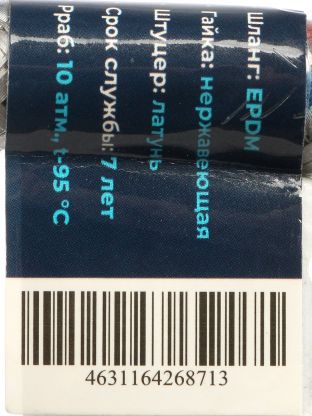 Шланг: EPDM
Гайка: нержавеющая
Штуцер: латунь
Срок службы: 7 лет
Рраб: 10 атм., t-95 °C
4631164268713